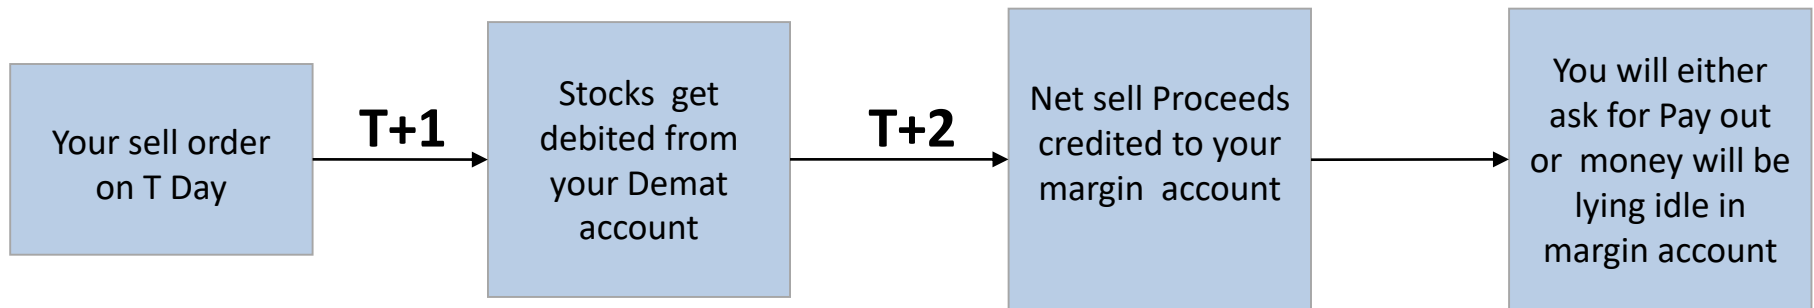 Your sell order
on T Day
T+1
Stocks  get
debited from
your Demat
account
T+2
Net sell Proceeds
credited to your
margin  account
You will either
ask for Pay out
or  money will be
lying idle in
margin account